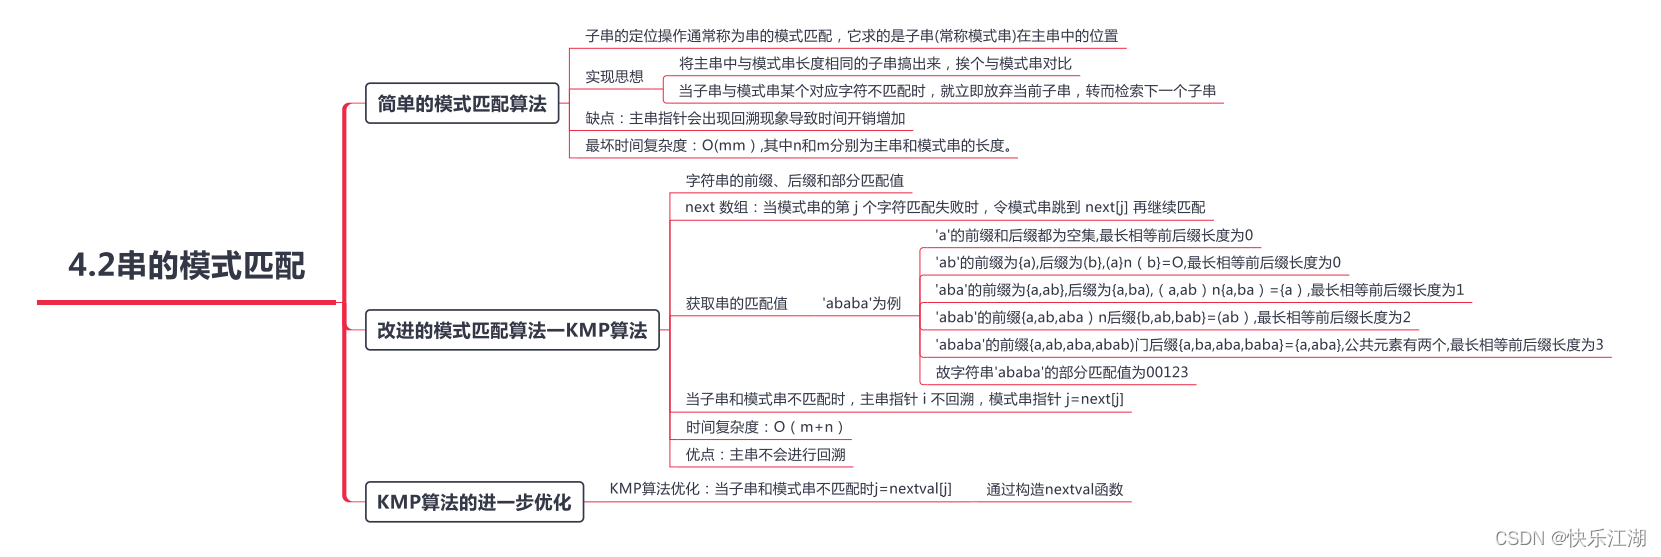 子串的定位操作通常称为串的模式匹配，它求的是子串(常称模式串)在主串中的位置
实现思想
将主串中与模式串长度相同的子串搞出来，挨个与模式串对比
当子串与模式串某个对应字符不匹配时，就立即放弃当前子串，转而检索下一个子串
简单的模式匹配算法
缺点：主串指针会出现回溯现象导致时间开销增加
最坏时间复杂度：O(mm）,其中n和m分别为主串和模式串的长度。
4.2串的模式匹配
字符串的前缀、后缀和部分匹配值
next 数组：当模式串的第 j 个字符匹配失败时，令模式串跳到 next[j] 再继续匹配
获取串的匹配值
'ababa'为例
'a'的前缀和后缀都为空集,最长相等前后缀长度为0
'ab'的前缀为{a),后缀为(b},(a}n（b}=O,最长相等前后缀长度为0
'aba'的前缀为{a,ab},后缀为{a,ba),（a,ab）n{a,ba）={a）,最长相等前后缀长度为1
'abab'的前缀{a,ab,aba）n后缀{b,ab,bab}=(ab）,最长相等前后缀长度为2
'ababa'的前缀{a,ab,aba,abab)门后缀{a,ba,aba,baba}={a,aba},公共元素有两个,最长相等前后缀长度为3
故字符串'ababa'的部分匹配值为00123
改进的模式匹配算法一KMP算法
当子串和模式串不匹配时，主串指针 i 不回溯，模式串指针 j=next[j]
时间复杂度：O（m+n）
优点：主串不会进行回溯
KMP算法的进一步优化
KMP算法优化：当子串和模式串不匹配时j=nextval[j]
通过构造nextval函数
CSDN @快乐江湖